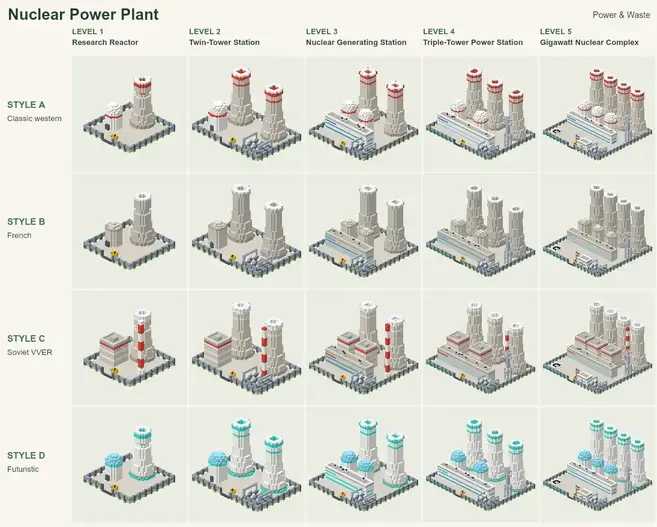 Nuclear Power Plant
Power & Waste
LEVEL 1
Research Reactor
LEVEL 2
Twin-Tower Station
LEVEL 3
Nuclear Generating Station
LEVEL 4
Triple-Tower Power Station
LEVEL 5
Gigawatt Nuclear Complex
STYLE A
Classic western
STYLE B
French
STYLE C
Soviet VVER
STYLE D
Futuristic